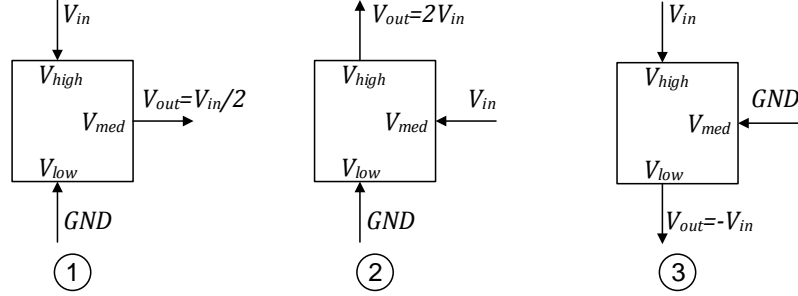 V_in
V_high
V_out=V_in/2
V_med
V_low
GND
1
V_out=2V_in
V_high
V_in
V_med
V_low
GND
2
V_in
V_high
GND
V_med
V_low
V_out=-V_in
3